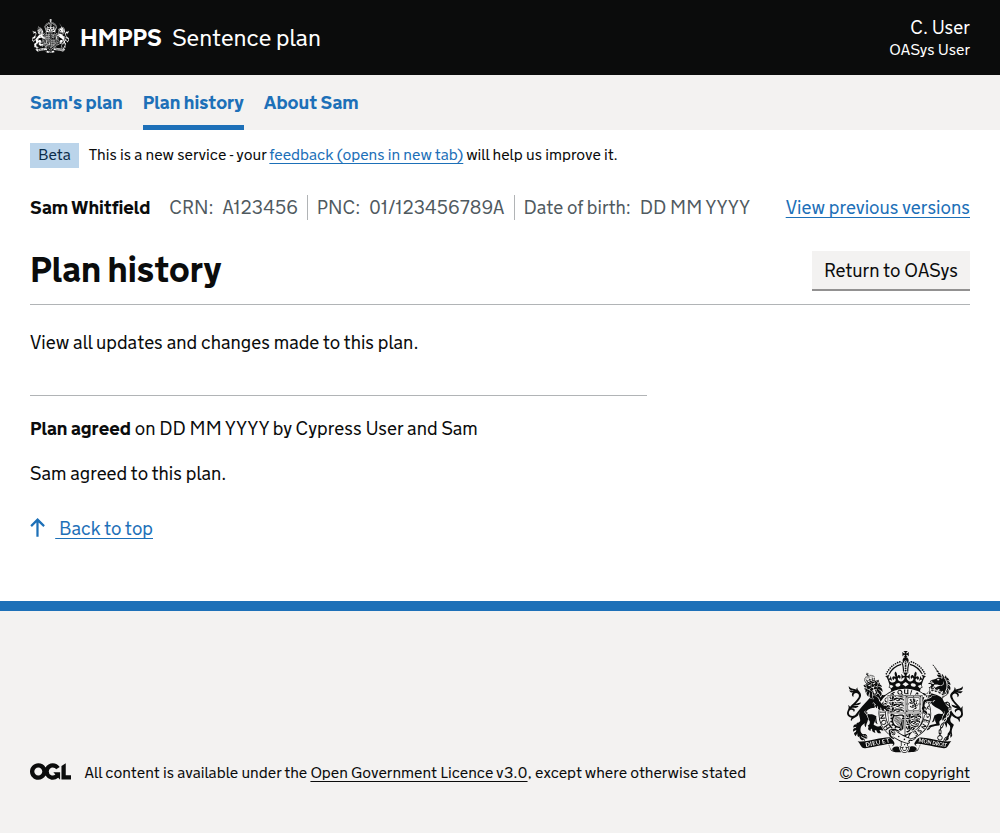 HMPPS Sentence plan
C. User
OASys User
Sam's plan Plan history About Sam
Beta This is a new service - your feedback (opens in new tab) will help us improve it.
Sam Whitfield CRN: A123456 PNC: 01/123456789A Date of birth: DD MM YYYY View previous versions
Plan history Return to OASys
View all updates and changes made to this plan.
Plan agreed on DD MM YYYY by Cypress User and Sam
Sam agreed to this plan.
Back to top
OGL All content is available under the Open Government Licence v3.0, except where otherwise stated
© Crown copyright